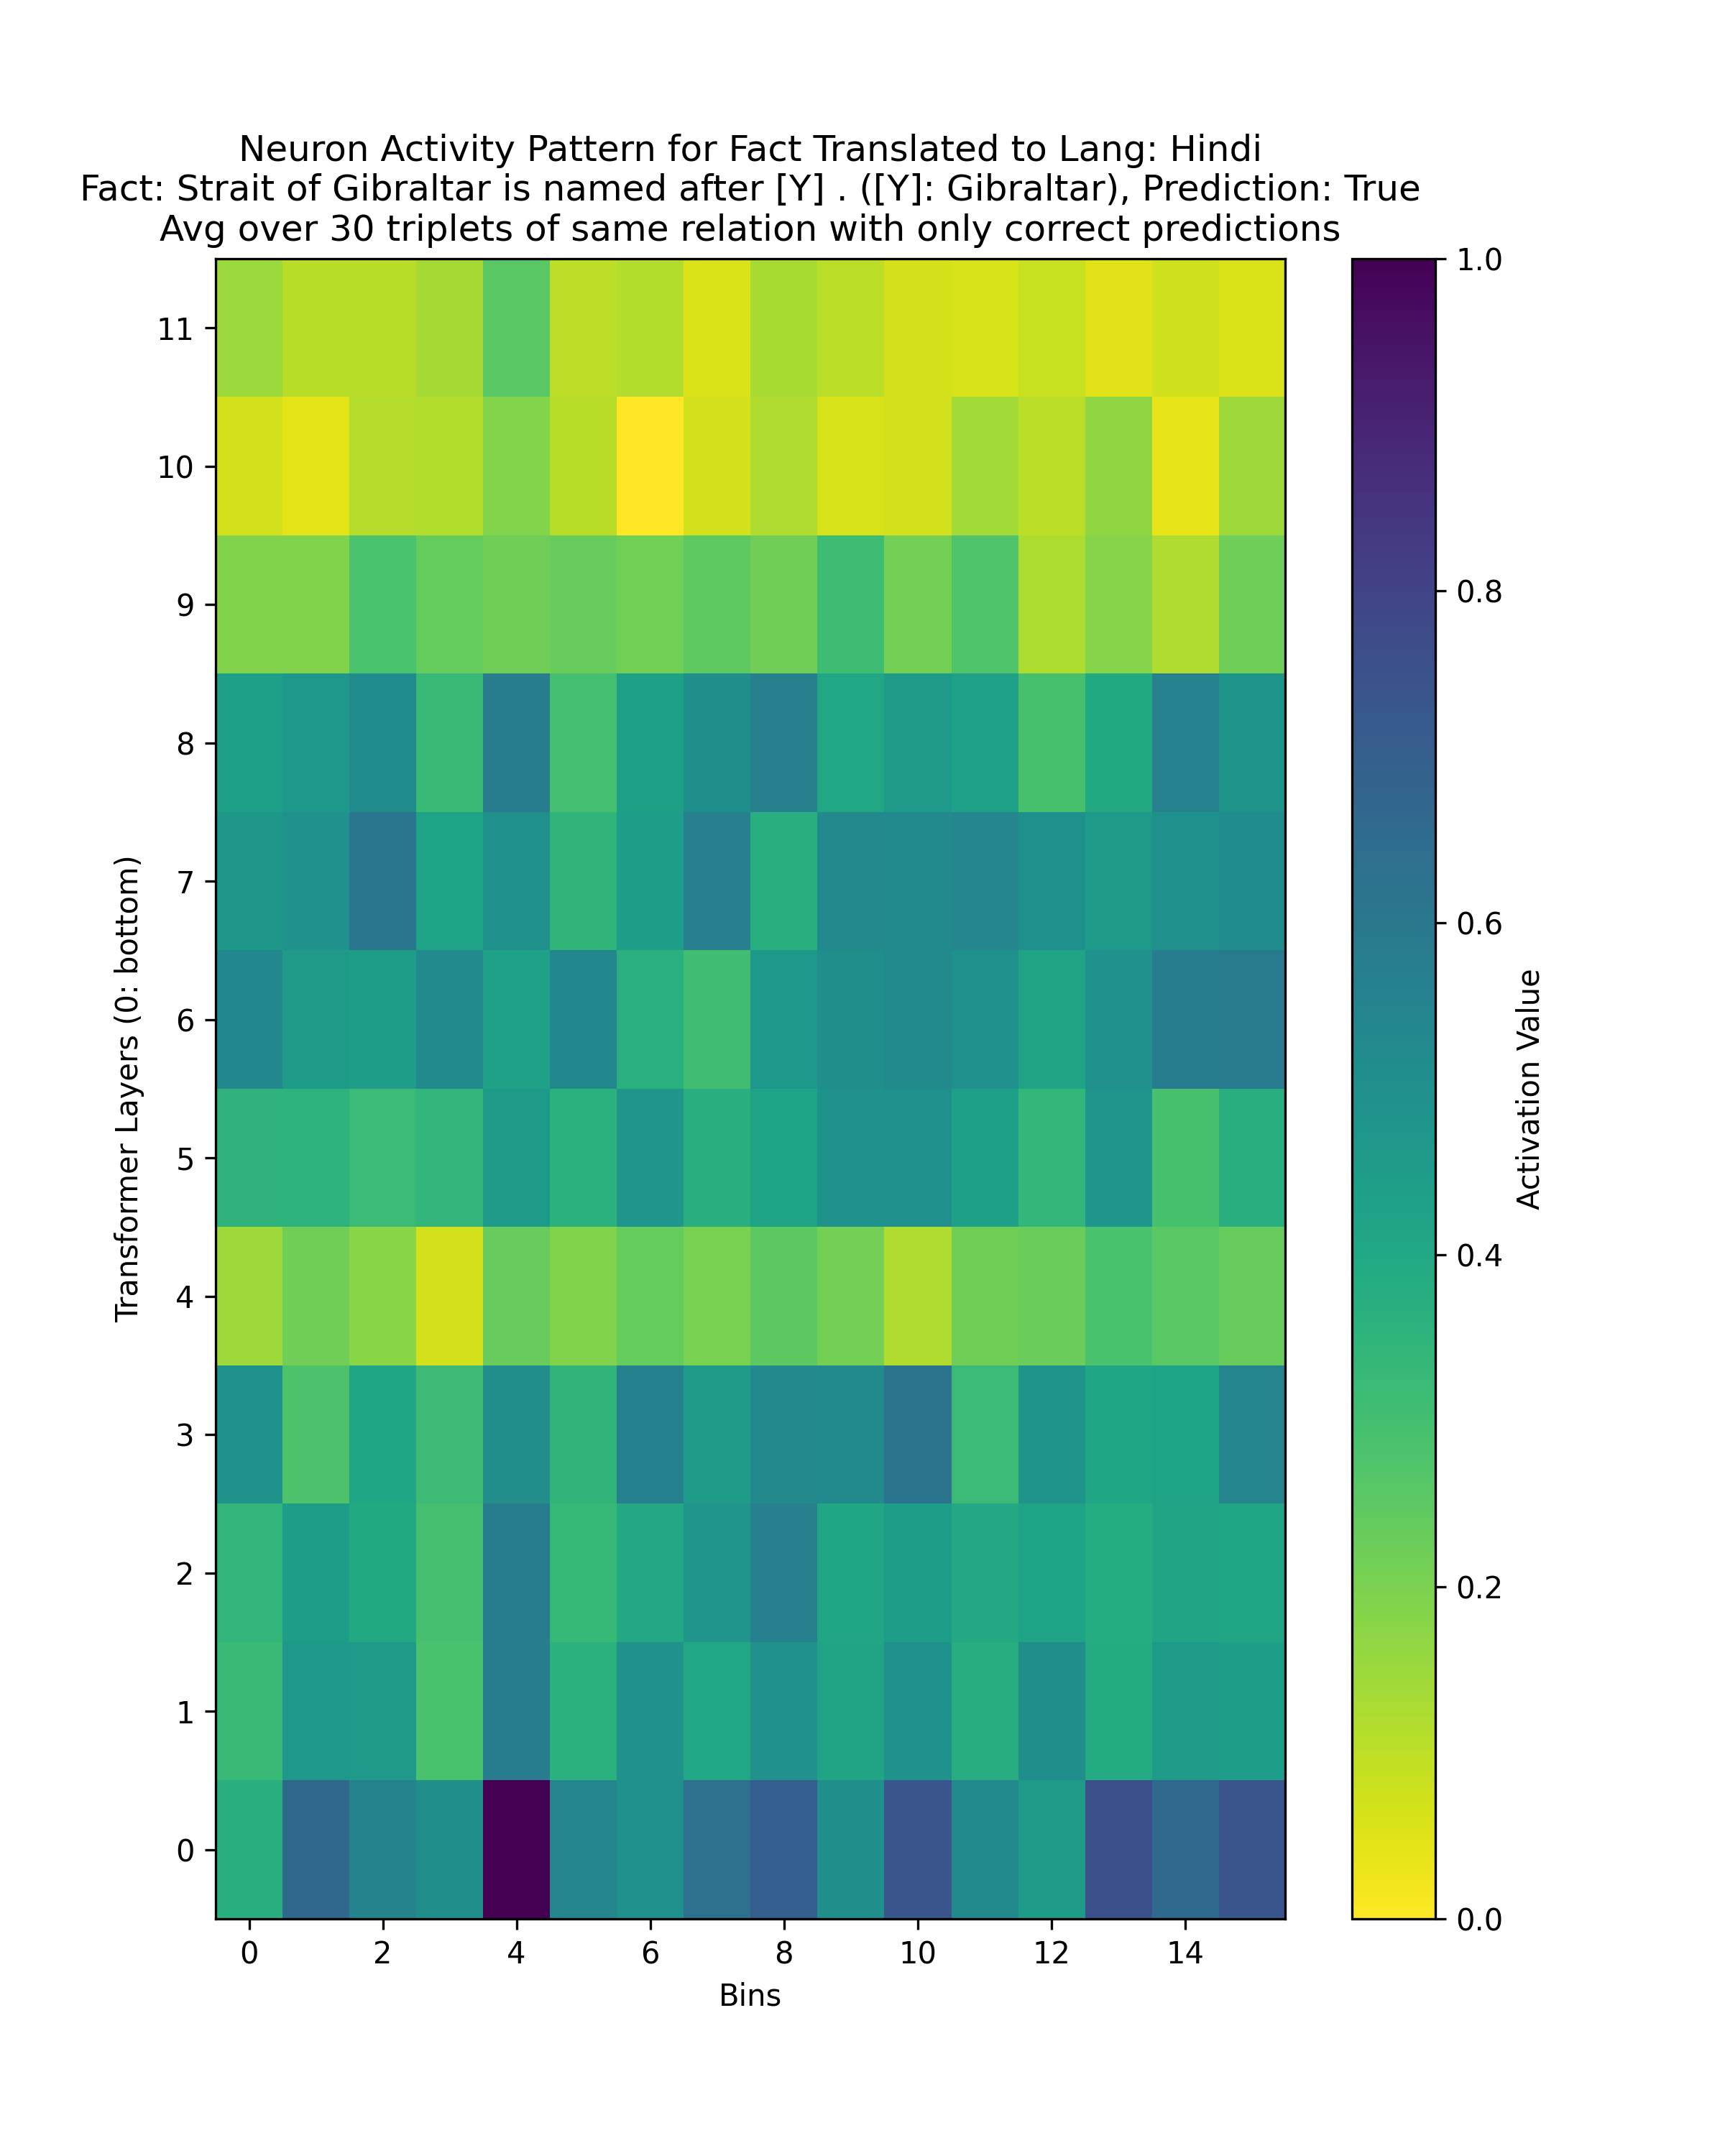 Neuron Activity Pattern for Fact Translated to Lang: Hindi
Fact: Strait of Gibraltar is named after [Y] . ([Y]: Gibraltar), Prediction: True
Avg over 30 triplets of same relation with only correct predictions
Transformer Layers (0: bottom)
11
10
9
8
7
6
5
4
3
2
1
0
0 2 4 6 8 10 12 14
Bins
1.0
0.8
0.6
0.4
0.2
0.0
Activation Value